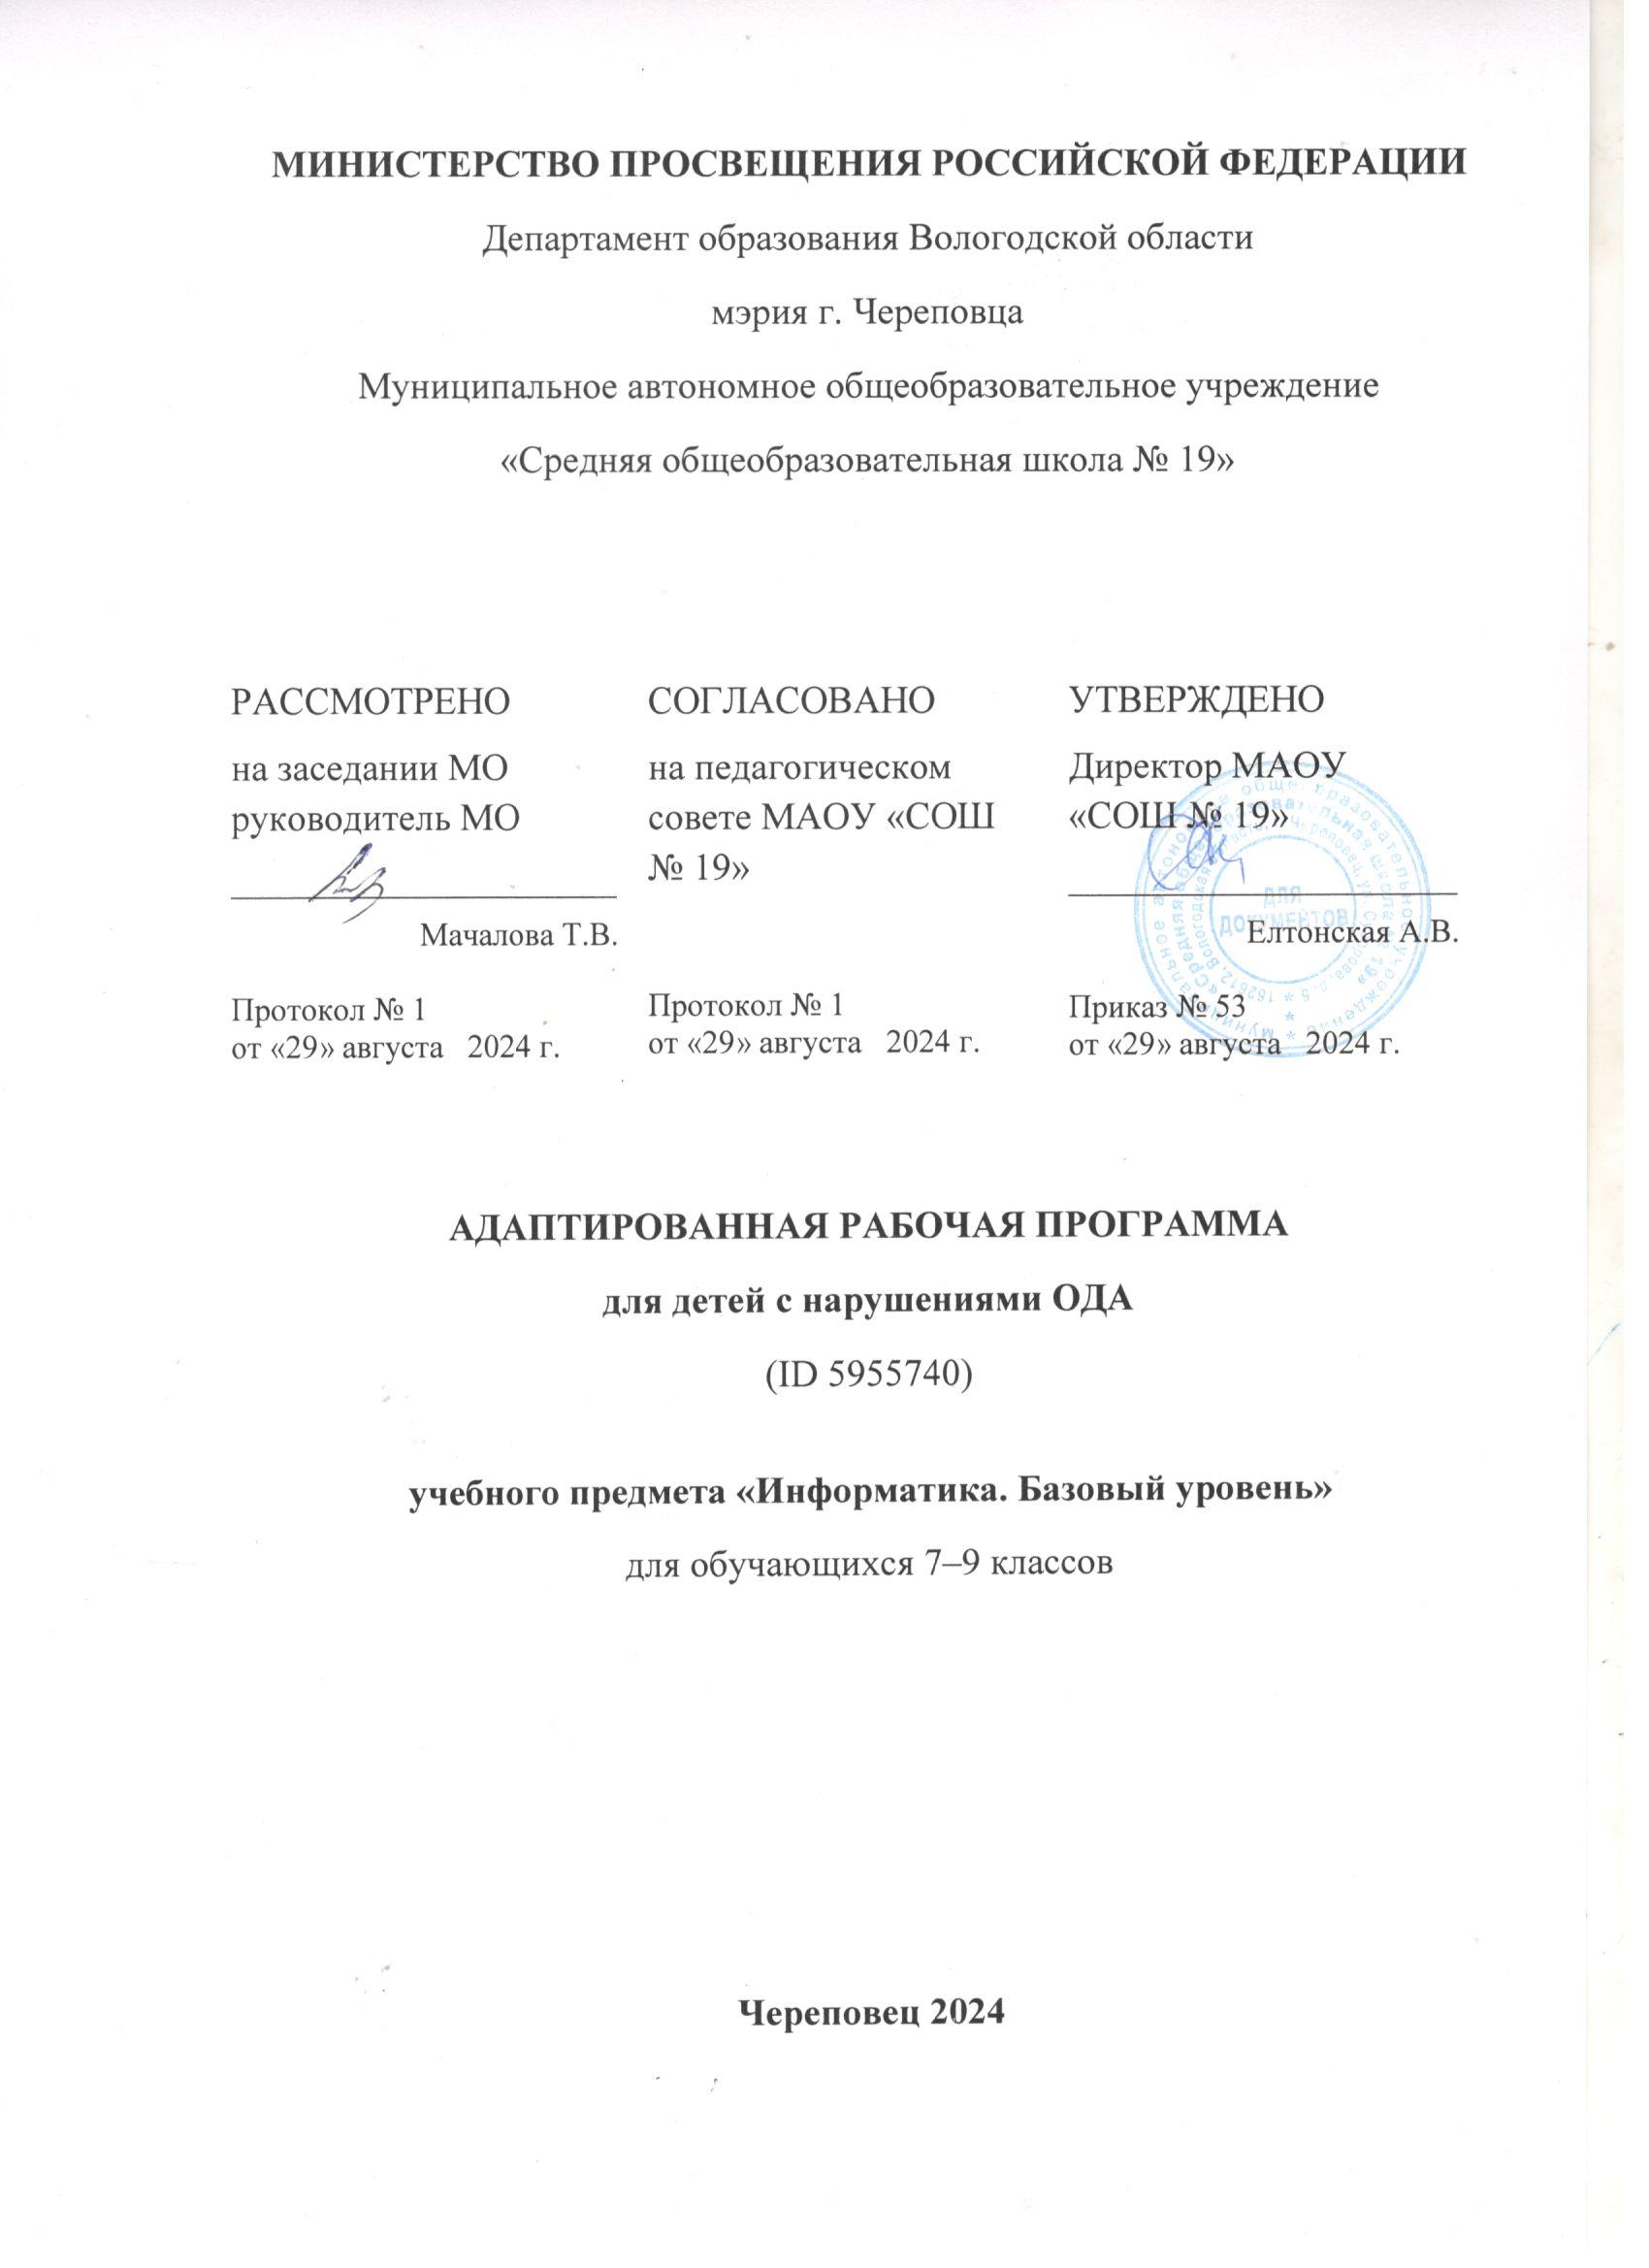 МИНИСТЕРСТВО ПРОСВЕЩЕНИЯ РОССИЙСКОЙ ФЕДЕРАЦИИ
Департамент образования Вологодской области
мэрия г. Череповца
Муниципальное автономное общеобразовательное учреждение
«Средняя общеобразовательная школа № 19»
РАССМОТРЕНО
на заседании МО
руководитель МО
Мачалова Т.В.
Протокол № 1
от «29» августа 2024 г.
СОГЛАСОВАНО
на педагогическом
совете МАОУ «СОШ
№ 19»
Протокол № 1
от «29» августа 2024 г.
УТВЕРЖДЕНО
Директор МАОУ
«СОШ № 19»
Елтонская А.В.
Приказ № 53
от «29» августа 2024 г.
ДЛЯ
ДОКУМЕНТОВ
АДАПТИРОВАННАЯ РАБОЧАЯ ПРОГРАММА
для детей с нарушениями ОДА
(ID 5955740)
учебного предмета «Информатика. Базовый уровень»
для обучающихся 7–9 классов
Череповец 2024